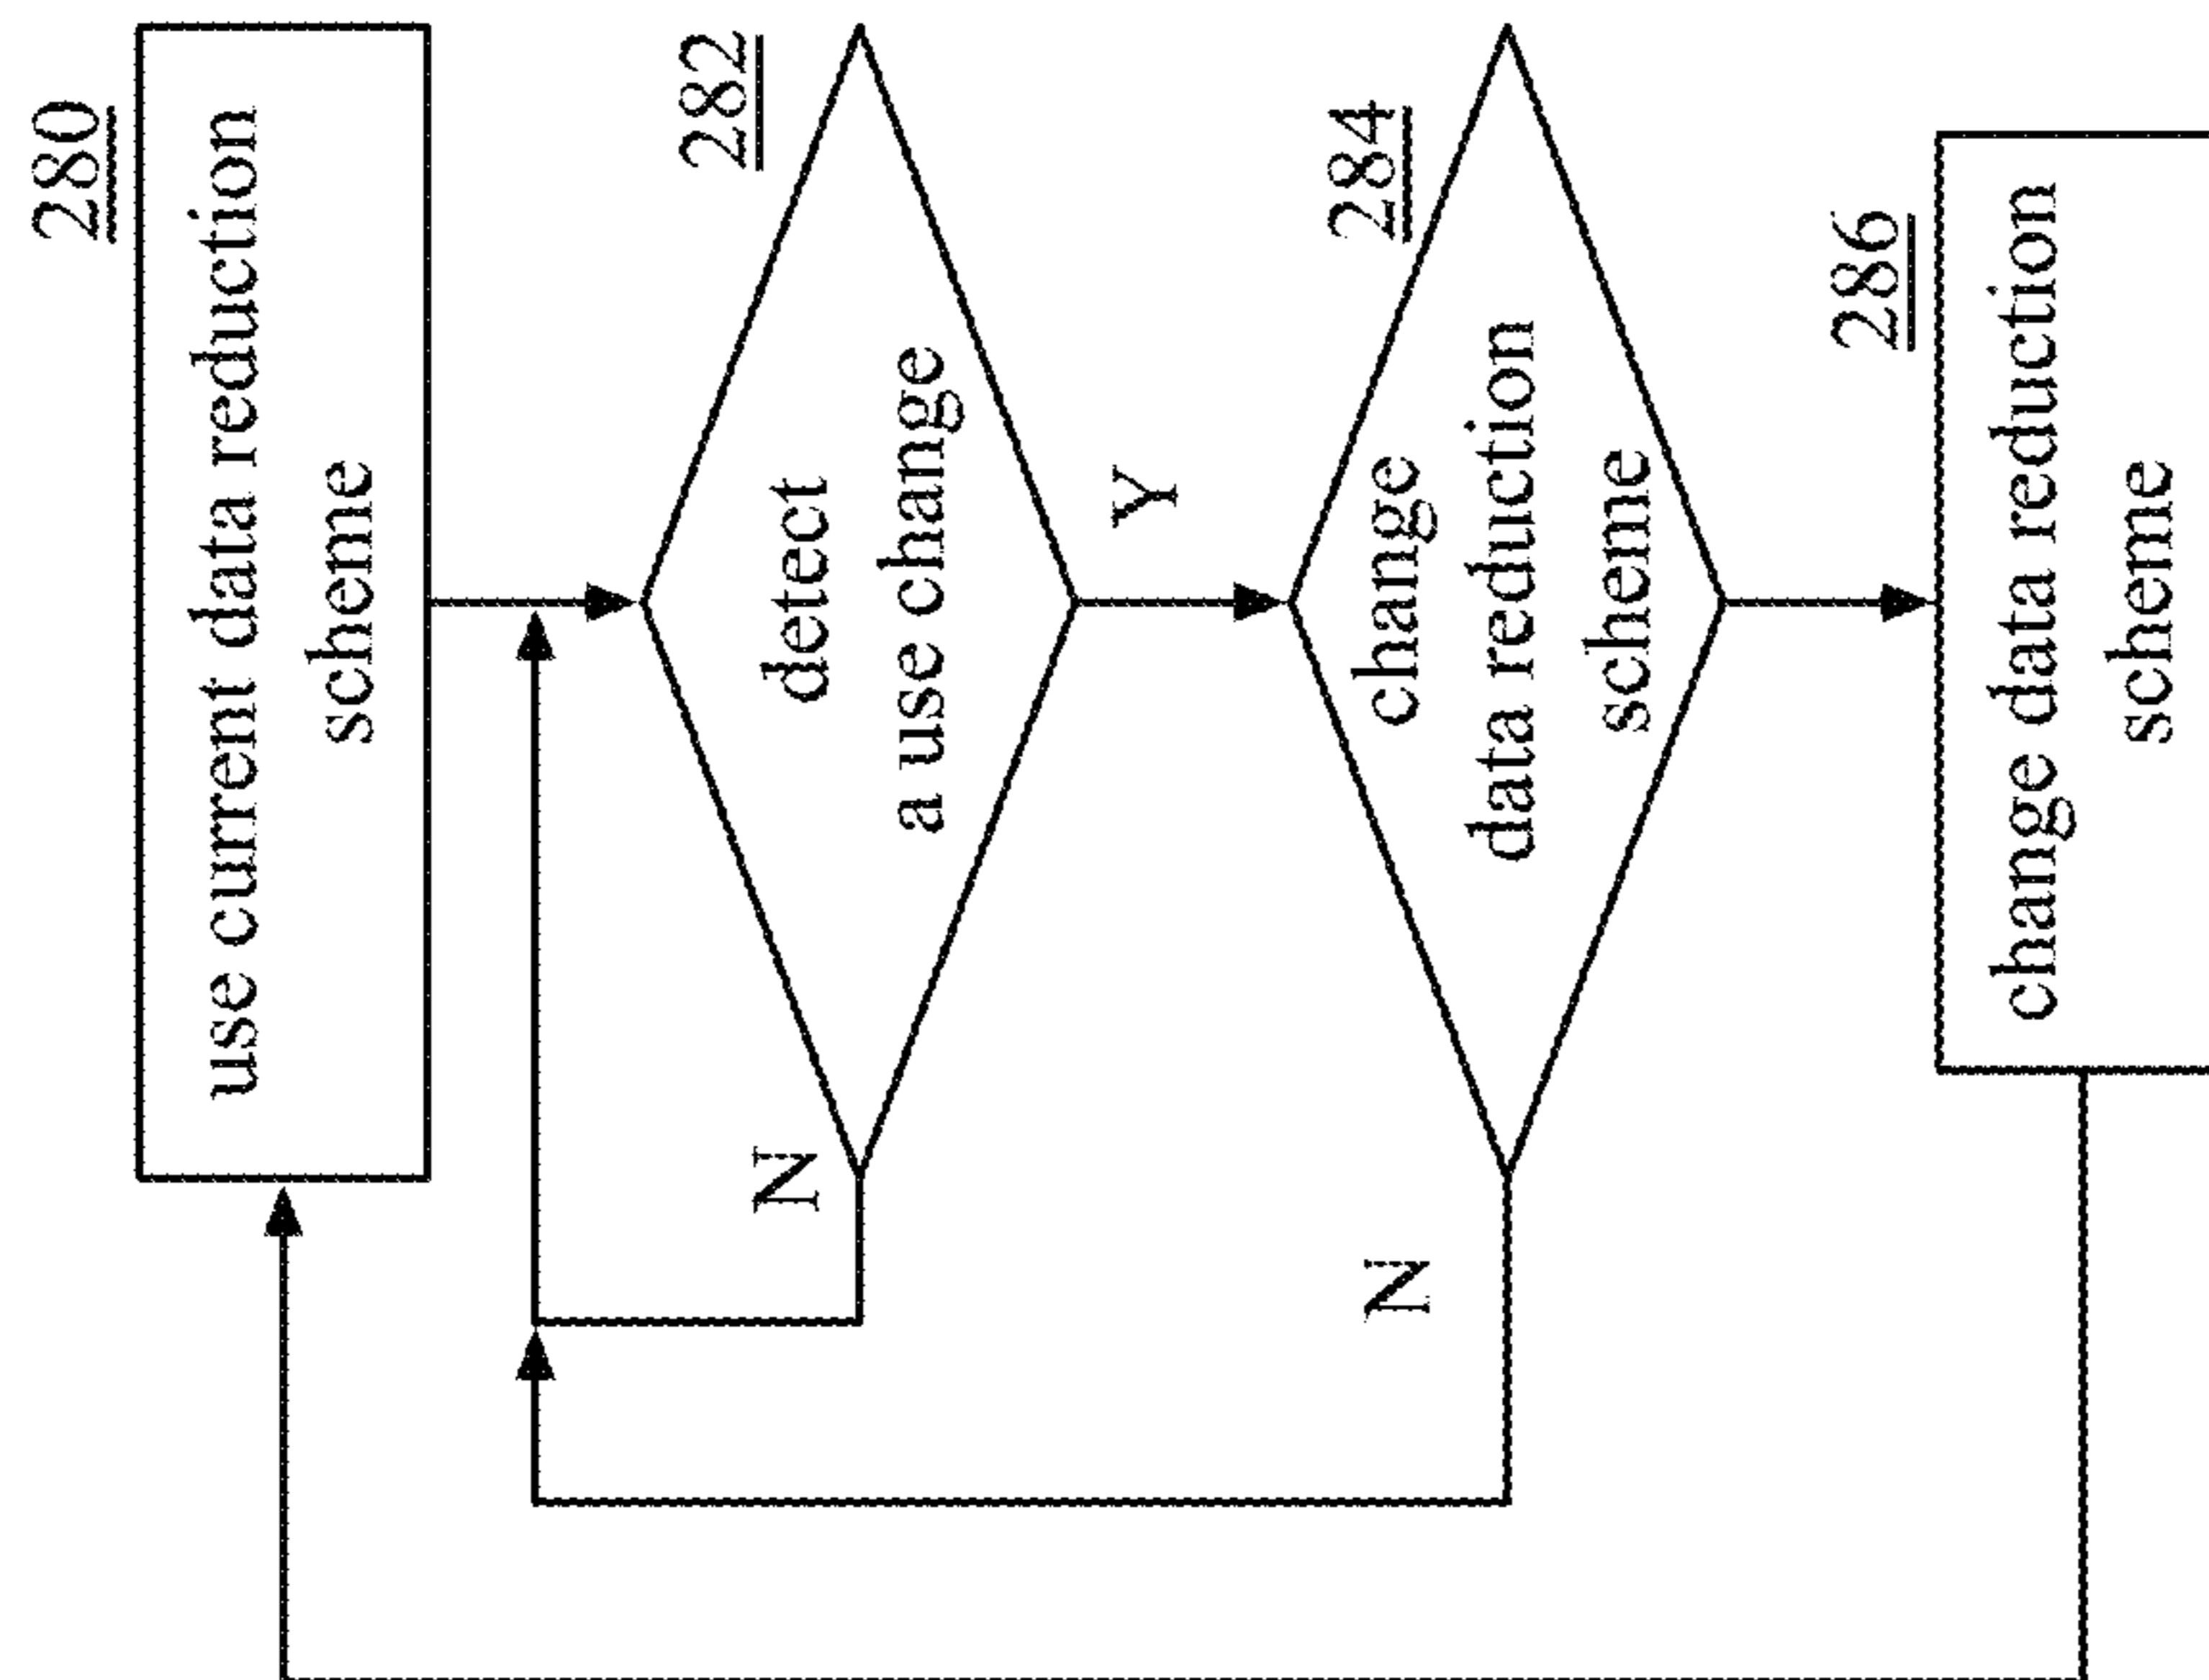 280
use current data reduction
scheme
282
detect
a use change
N
Y
284
change
data reduction
scheme
N
286
change data reduction
scheme